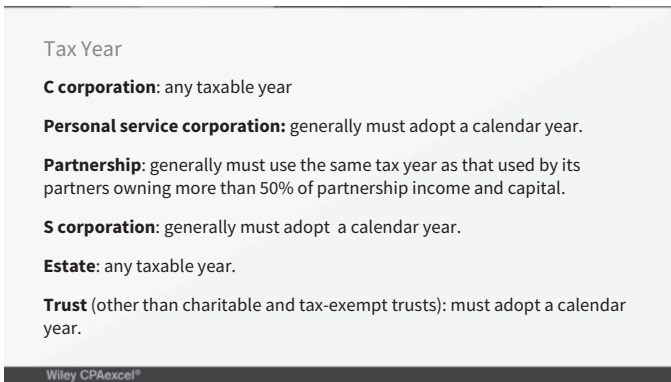 Tax Year
C corporation: any taxable year
Personal service corporation: generally must adopt a calendar year.
Partnership: generally must use the same tax year as that used by its
partners owning more than 50% of partnership income and capital.
S corporation: generally must adopt a calendar year.
Estate: any taxable year.
Trust (other than charitable and tax-exempt trusts): must adopt a calendar
year.
Wiley CPAexcel®